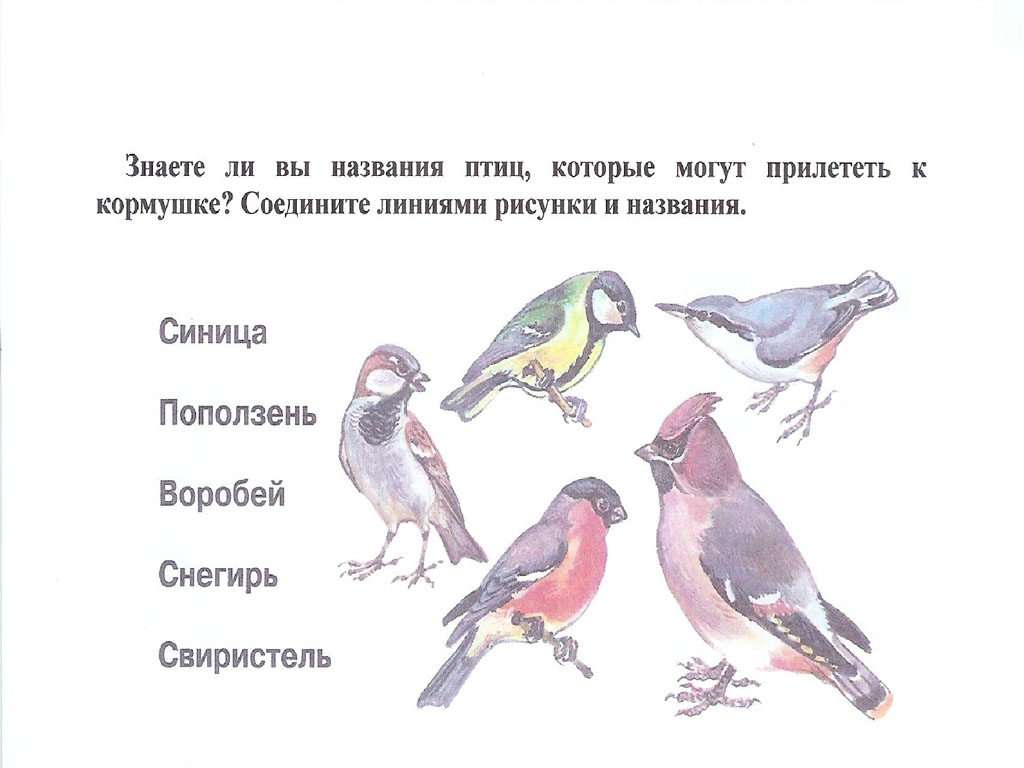 Знаете ли вы названия птиц, которые могут прилететь к
кормушке? Соедините линиями рисунки и названия.
Синица
Поползень
Воробей
Снегирь
Свиристель